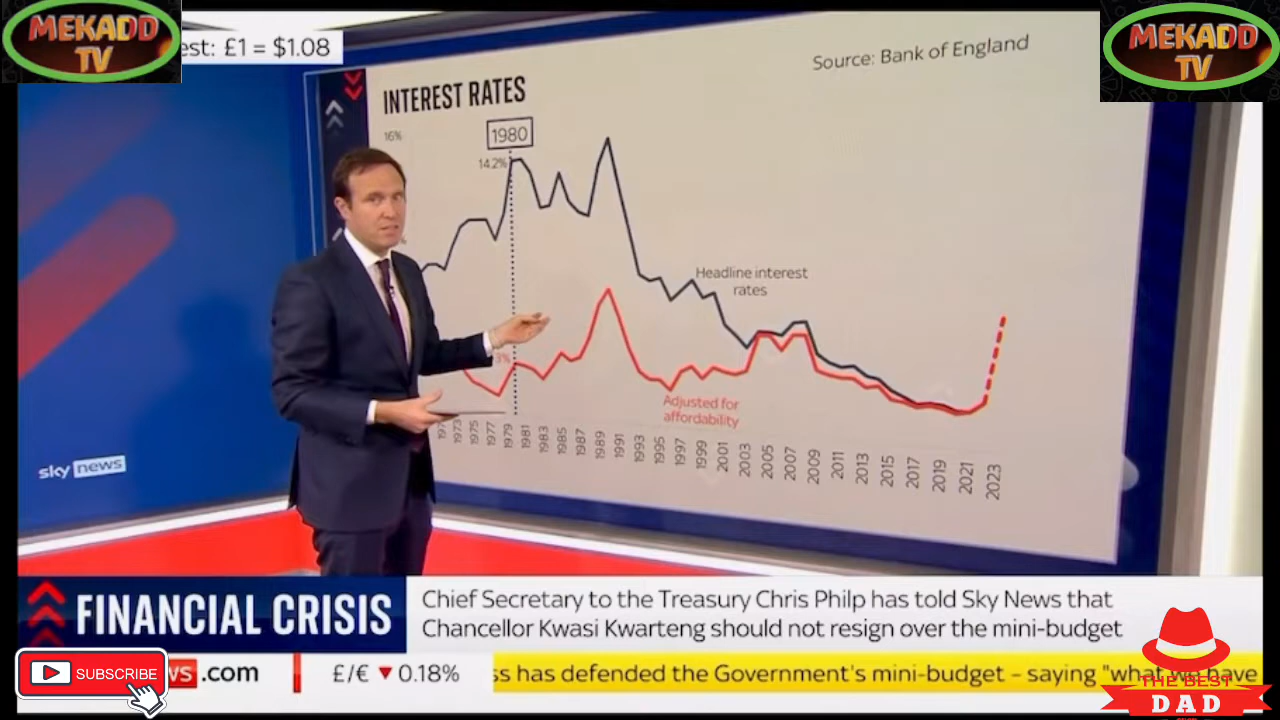 MEKADD
TV
est: £1 = $1.08
MEKADD
TV
Source: Bank of England
INTEREST RATES
16%
1980
14.2%
Headline interest
rates
Adjusted for
affordability
1973
1975
1977
1979
1981
1983
1985
1987
1989
1991
1993
1995
1997
1999
2001
2003
2005
2007
2009
2011
2013
2015
2017
2019
2021
2023
sky news
FINANCIAL CRISIS
Chief Secretary to the Treasury Chris Philp has told Sky News that
Chancellor Kwasi Kwarteng should not resign over the mini-budget
SUBSCRIBE
ws.com
£/€ ▼ 0.18%
ss has defended the Government's mini-budget – saying "what we have
THE BEST
DAD